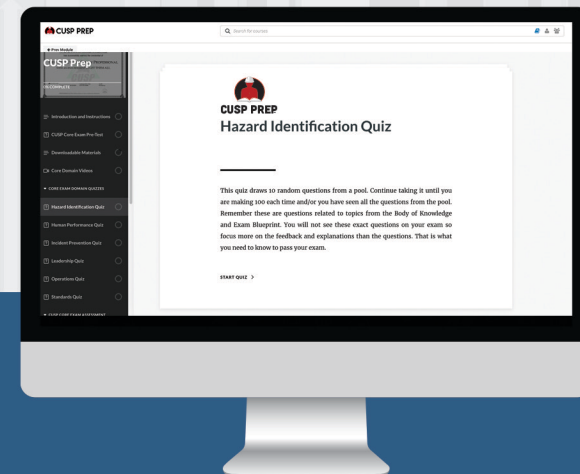 CUSP PREP
Search for courses
Prev Module
CUSP Prep
0% COMPLETE
Introduction and Instructions
CUSP Core Exam Pre-Test
Downloadable Materials
Core Domain Videos
CORE EXAM DOMAIN QUIZZES
Hazard Identification Quiz
Human Performance Quiz
Incident Prevention Quiz
Leadership Quiz
Operations Quiz
Standards Quiz
CUSP CORE EXAM ASSESSMENT
CUSP PREP
Hazard Identification Quiz
This quiz draws 10 random questions from a pool. Continue taking it until you
are making 100 each time and/or you have seen all the questions from the pool.
Remember these are questions related to topics from the Body of Knowledge
and Exam Blueprint. You will not see these exact questions on your exam so
focus more on the feedback and explanations than the questions. That is what
you need to know to pass your exam.
START QUIZ >